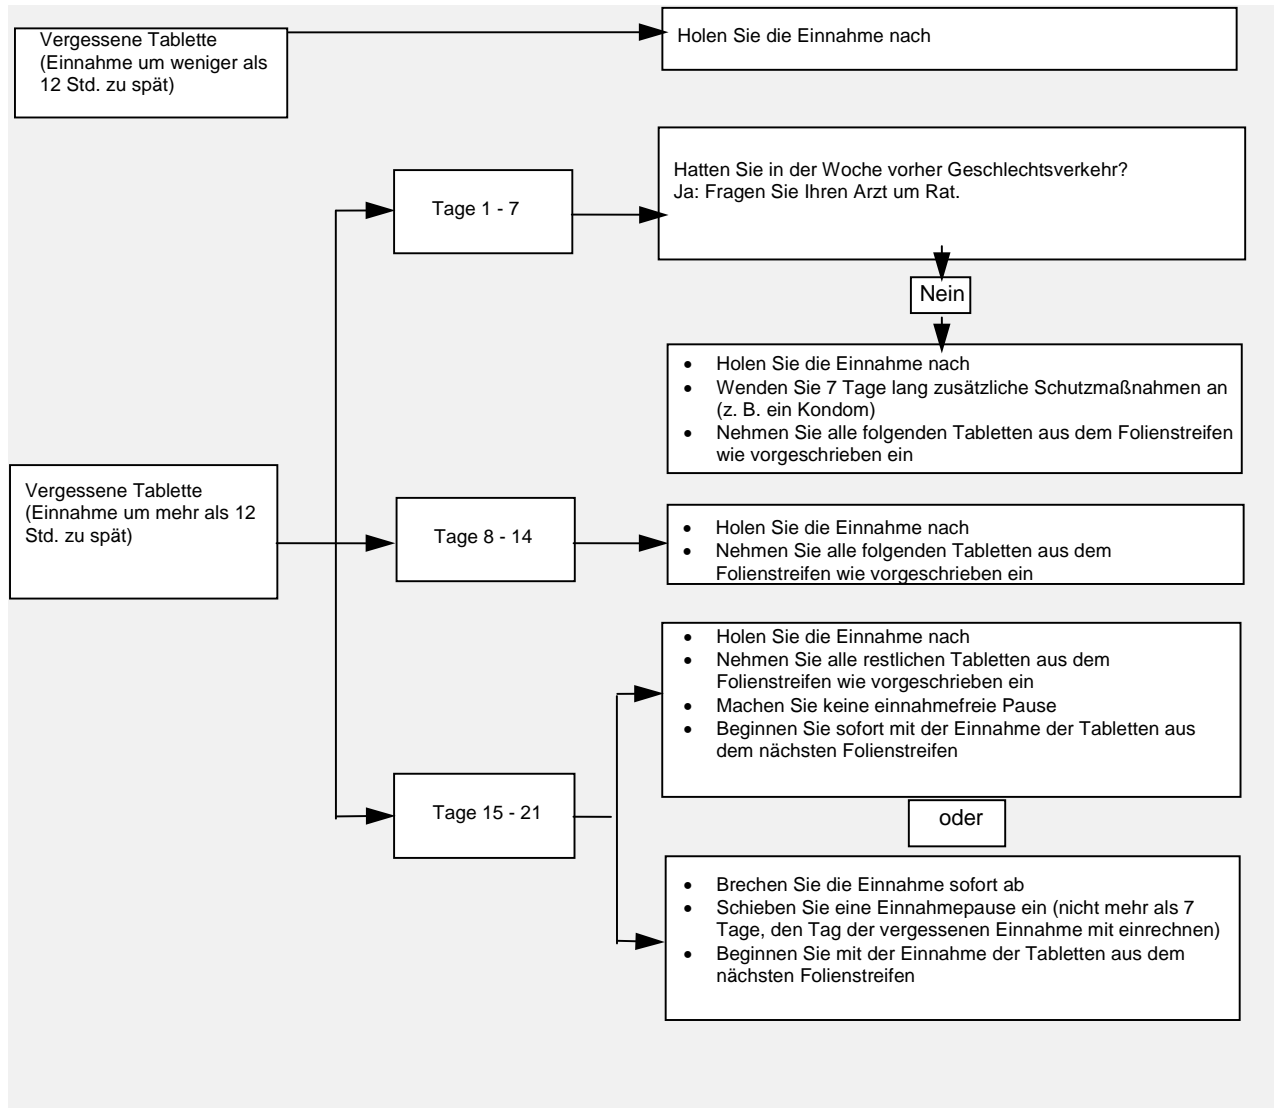 Vergessene Tablette
(Einnahme um weniger als
12 Std. zu spät)
Holen Sie die Einnahme nach
Hatten Sie in der Woche vorher Geschlechtsverkehr?
Ja: Fragen Sie Ihren Arzt um Rat.
Tage 1 - 7
Nein
• Holen Sie die Einnahme nach
• Wenden Sie 7 Tage lang zusätzliche Schutzmaßnahmen an
(z. B. ein Kondom)
• Nehmen Sie alle folgenden Tabletten aus dem Folienstreifen
wie vorgeschrieben ein
Vergessene Tablette
(Einnahme um mehr als 12
Std. zu spät)
Tage 8 - 14
• Holen Sie die Einnahme nach
• Nehmen Sie alle folgenden Tabletten aus dem
Folienstreifen wie vorgeschrieben ein
• Holen Sie die Einnahme nach
• Nehmen Sie alle restlichen Tabletten aus dem
Folienstreifen wie vorgeschrieben ein
• Machen Sie keine einnahmefreie Pause
• Beginnen Sie sofort mit der Einnahme der Tabletten aus
dem nächsten Folienstreifen
Tage 15 - 21
oder
• Brechen Sie die Einnahme sofort ab
• Schieben Sie eine Einnahmepause ein (nicht mehr als 7
Tage, den Tag der vergessenen Einnahme mit einrechnen)
• Beginnen Sie mit der Einnahme der Tabletten aus dem
nächsten Folienstreifen